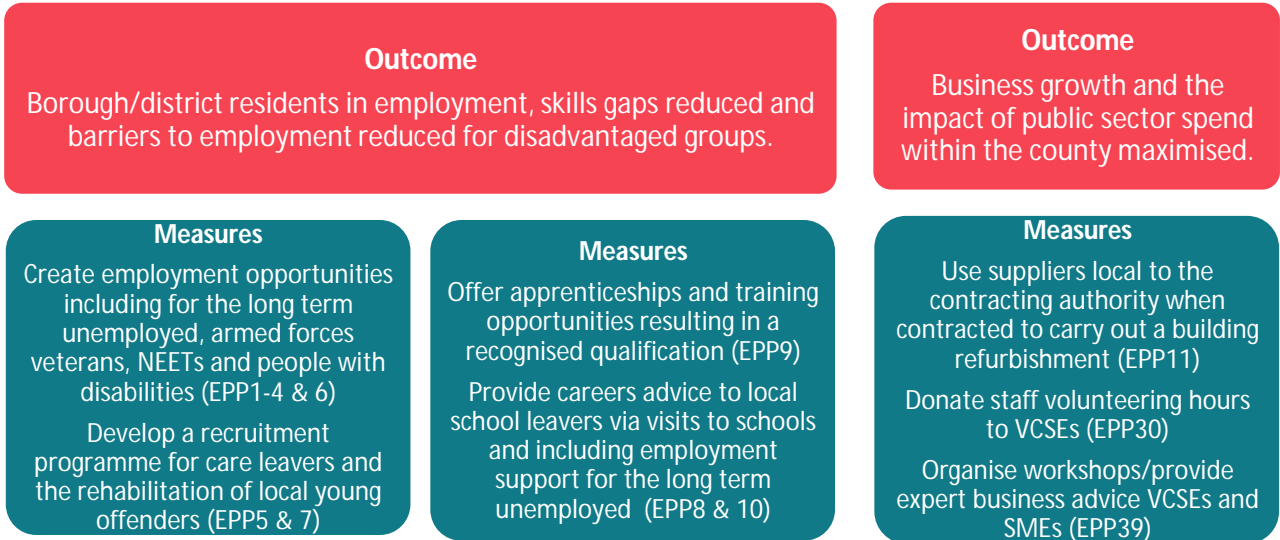 Outcome
Borough/district residents in employment, skills gaps reduced and
barriers to employment reduced for disadvantaged groups.
Outcome
Business growth and the
impact of public sector spend
within the county maximised.
Measures
Create employment opportunities
including for the long term
unemployed, armed forces
veterans, NEETs and people with
disabilities (EPP1-4 & 6)
Develop a recruitment
programme for care leavers and
the rehabilitation of local young
offenders (EPP5 & 7)
Measures
Offer apprenticeships and training
opportunities resulting in a
recognised qualification (EPP9)
Provide careers advice to local
school leavers via visits to schools
and including employment
support for the long term
unemployed (EPP8 & 10)
Measures
Use suppliers local to the
contracting authority when
contracted to carry out a building
refurbishment (EPP11)
Donate staff volunteering hours
to VCSEs (EPP30)
Organise workshops/provide
expert business advice VCSEs and
SMEs (EPP39)